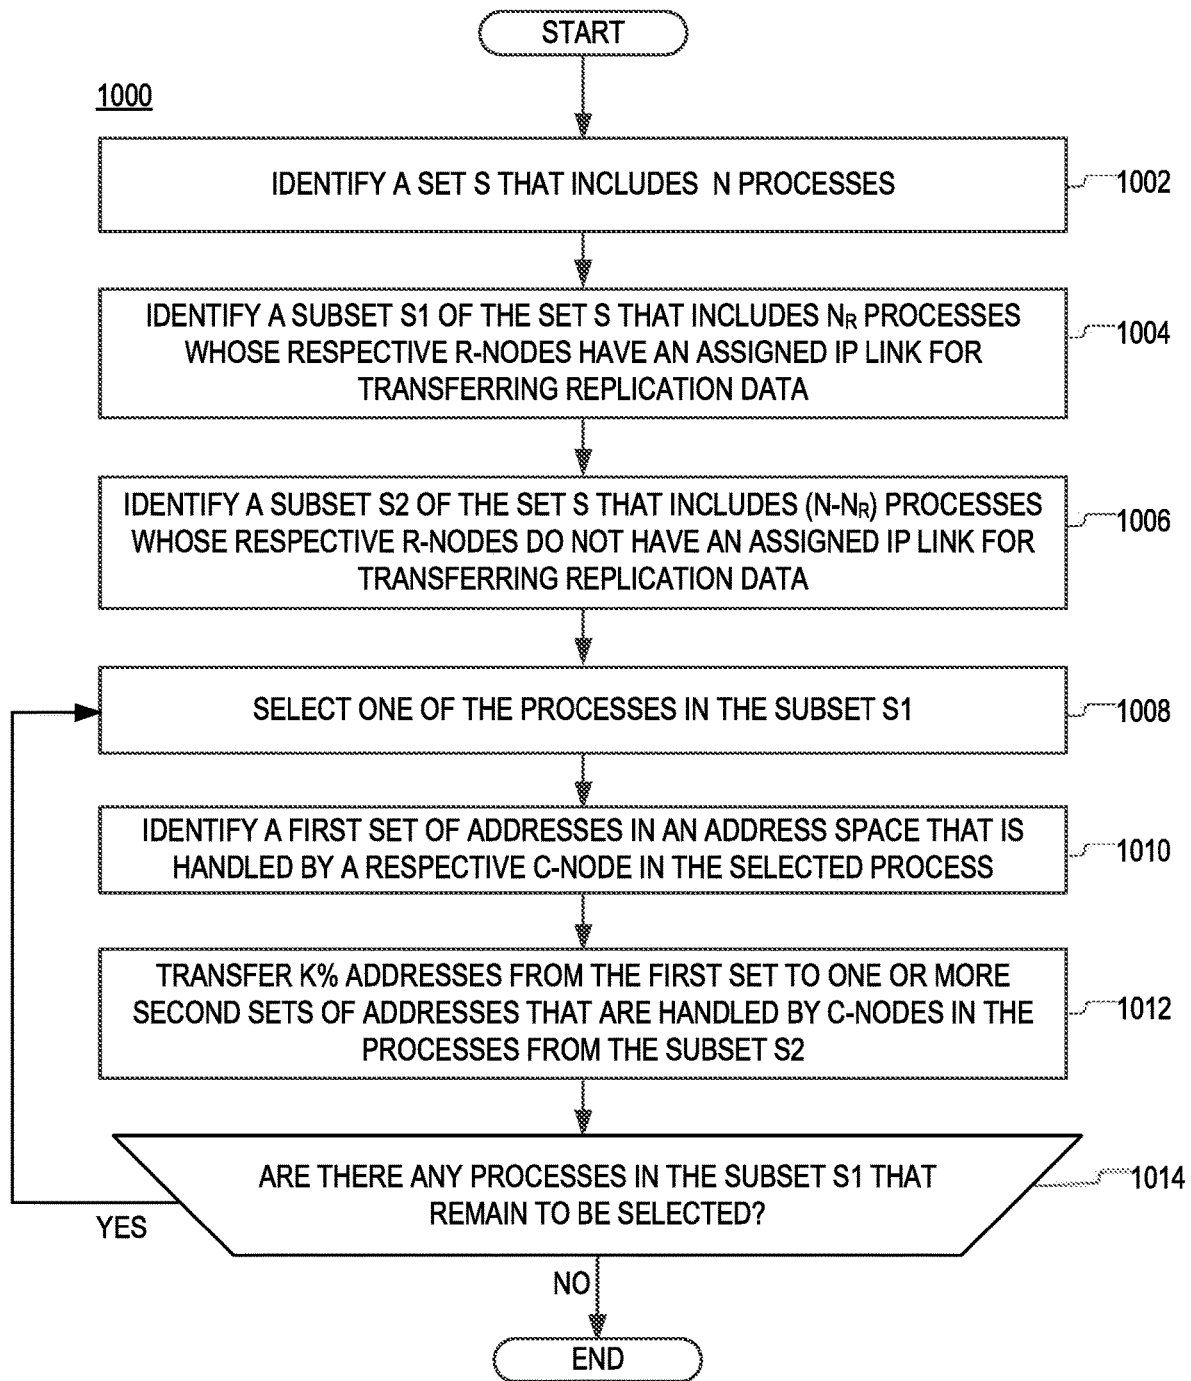 START
1000
IDENTIFY A SET S THAT INCLUDES N PROCESSES
1002
IDENTIFY A SUBSET S1 OF THE SET S THAT INCLUDES NR PROCESSES
WHOSE RESPECTIVE R-NODES HAVE AN ASSIGNED IP LINK FOR
TRANSFERRING REPLICATION DATA
1004
IDENTIFY A SUBSET S2 OF THE SET S THAT INCLUDES (N-NR) PROCESSES
WHOSE RESPECTIVE R-NODES DO NOT HAVE AN ASSIGNED IP LINK FOR
TRANSFERRING REPLICATION DATA
1006
SELECT ONE OF THE PROCESSES IN THE SUBSET S1
1008
IDENTIFY A FIRST SET OF ADDRESSES IN AN ADDRESS SPACE THAT IS
HANDLED BY A RESPECTIVE C-NODE IN THE SELECTED PROCESS
1010
TRANSFER K% ADDRESSES FROM THE FIRST SET TO ONE OR MORE
SECOND SETS OF ADDRESSES THAT ARE HANDLED BY C-NODES IN THE
PROCESSES FROM THE SUBSET S2
1012
ARE THERE ANY PROCESSES IN THE SUBSET S1 THAT
REMAIN TO BE SELECTED?
1014
YES
NO
END